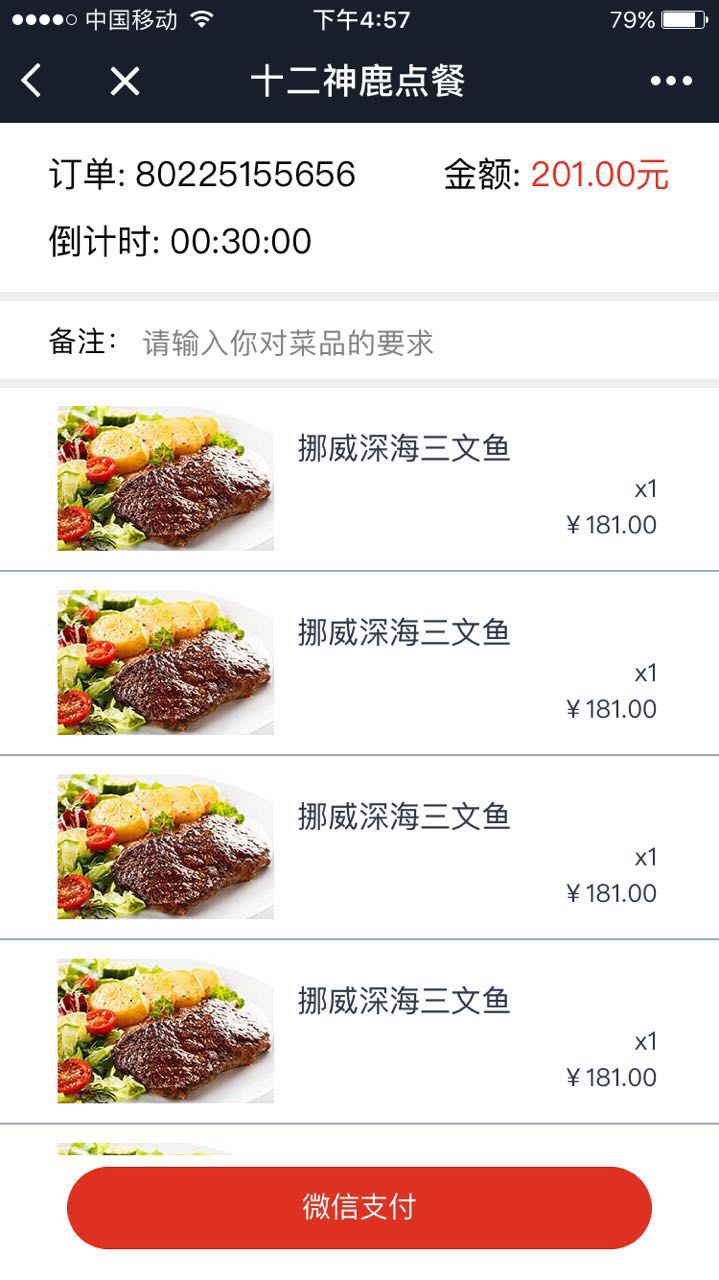 中国移动 下午4:57 79%
十二神鹿点餐
订单: 80225155656 金额: 201.00元
倒计时: 00:30:00
备注： 请输入你对菜品的要求
挪威深海三文鱼
x1
¥181.00
挪威深海三文鱼
x1
¥181.00
挪威深海三文鱼
x1
¥181.00
挪威深海三文鱼
x1
¥181.00
微信支付